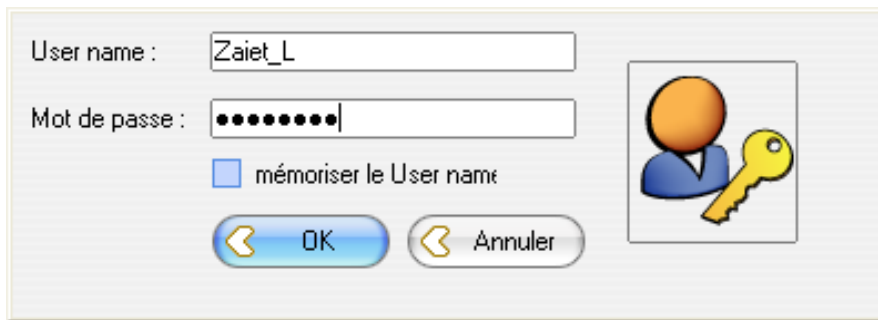 User name : Zaiet_L
Mot de passe : ●●●●●●●●
mémoriser le User name
OK Annuler